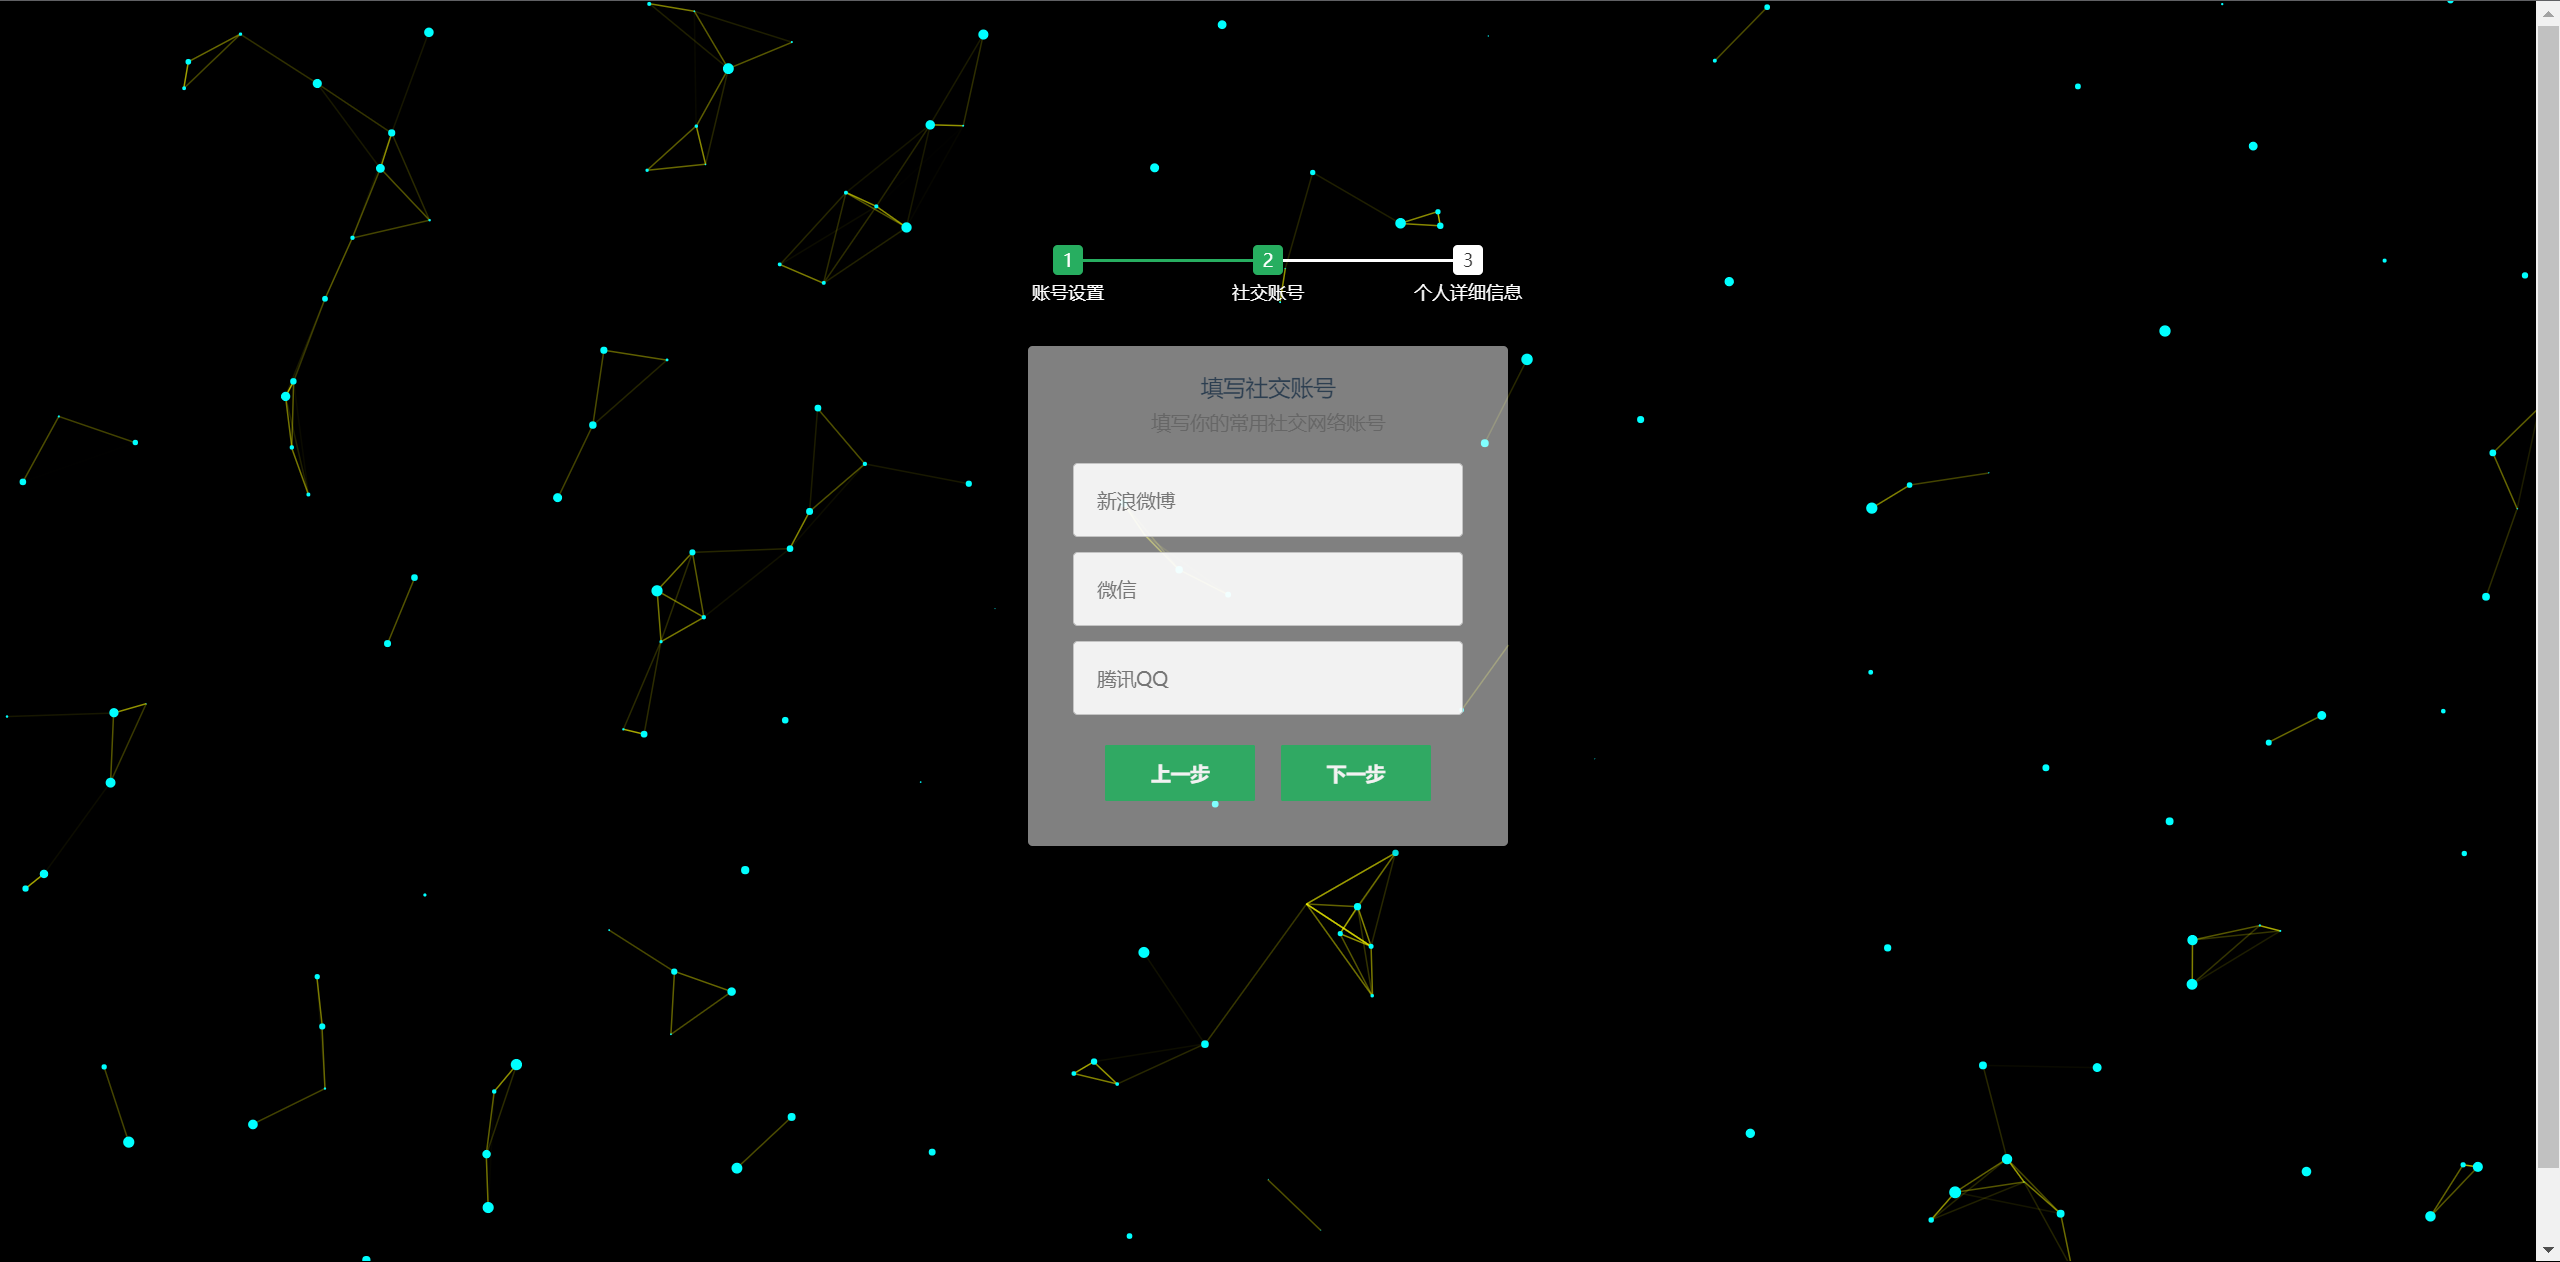 1 2 3
账号设置 社交账号 个人详细信息
填写社交账号
填写你的常用社交网络账号
新浪微博
微信
腾讯QQ
上一步 下一步